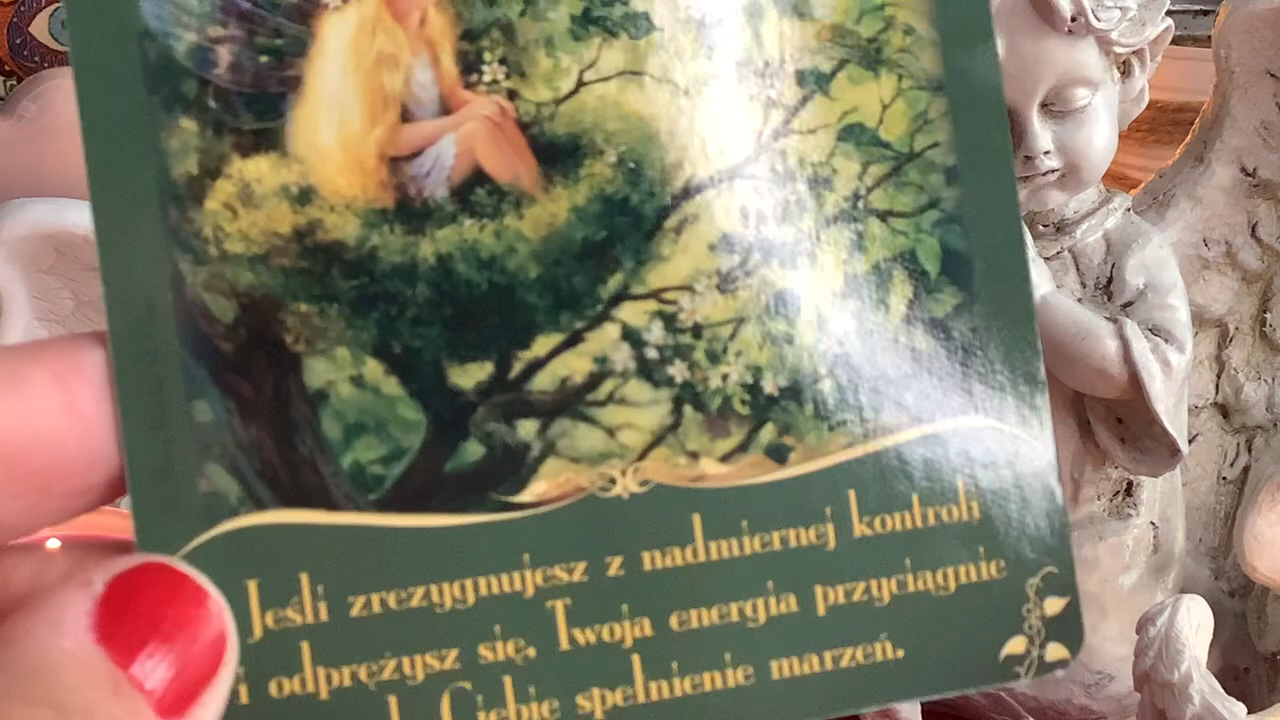 Jeśli zrezygnujesz z nadmiernej kontroli
i odprężysz się, Twoja energia przyciągnie
Ciebie spełnienie marzeń.